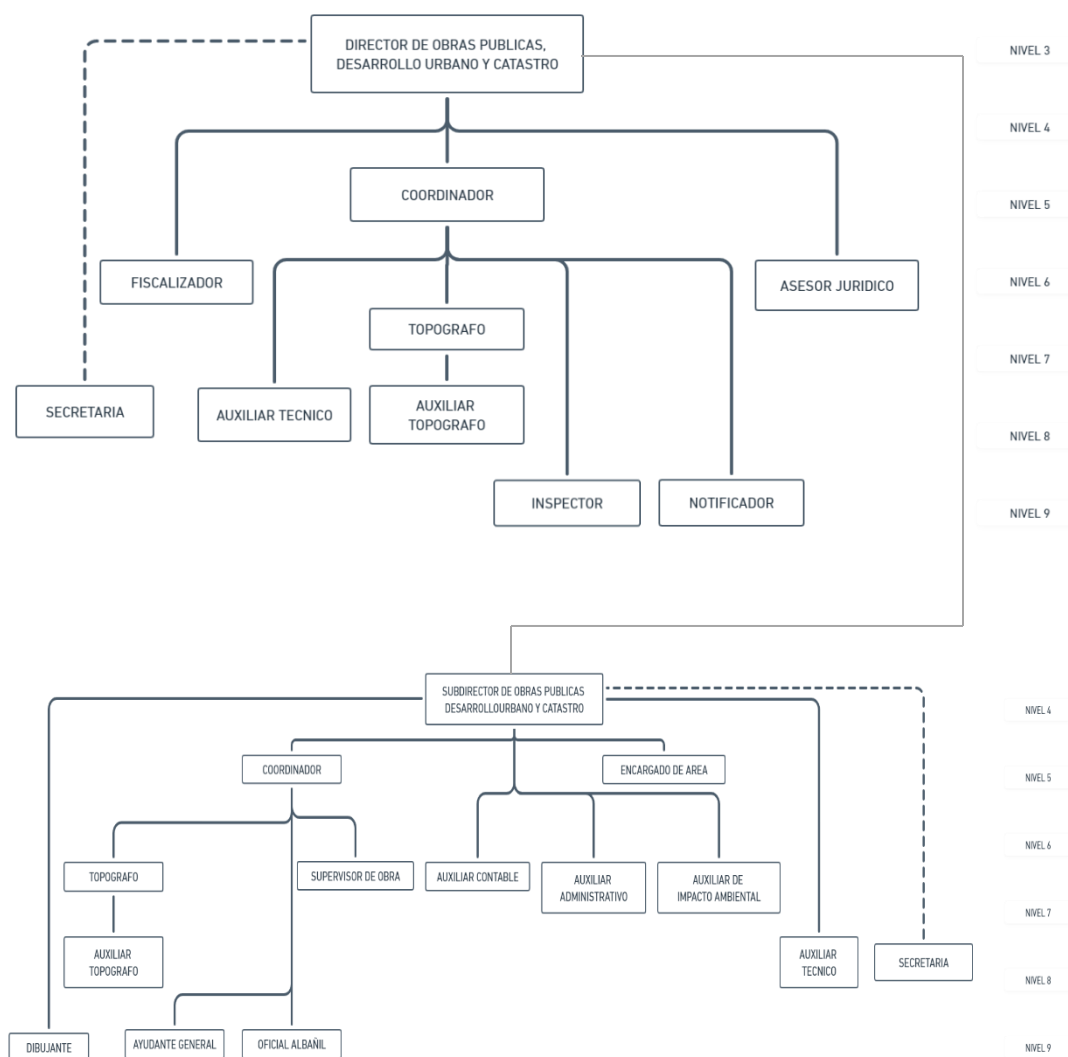 DIRECTOR DE OBRAS PUBLICAS,
DESARROLLO URBANO Y CATASTRO
NIVEL 3
NIVEL 4
COORDINADOR
NIVEL 5
FISCALIZADOR
ASESOR JURIDICO
NIVEL 6
TOPOGRAFO
NIVEL 7
SECRETARIA
AUXILIAR TECNICO
AUXILIAR
TOPOGRAFO
NIVEL 8
INSPECTOR
NOTIFICADOR
NIVEL 9
SUBDIRECTOR DE OBRAS PUBLICAS
DESARROLLOURBANO Y CATASTRO
NIVEL 4
COORDINADOR
ENCARGADO DE AREA
NIVEL 5
NIVEL 6
TOPOGRAFO
SUPERVISOR DE OBRA
AUXILIAR CONTABLE
AUXILIAR
ADMINISTRATIVO
AUXILIAR DE
IMPACTO AMBIENTAL
NIVEL 7
AUXILIAR
TOPOGRAFO
AUXILIAR
TECNICO
SECRETARIA
NIVEL 8
DIBUJANTE
AYUDANTE GENERAL
OFICIAL ALBAÑIL
NIVEL 9